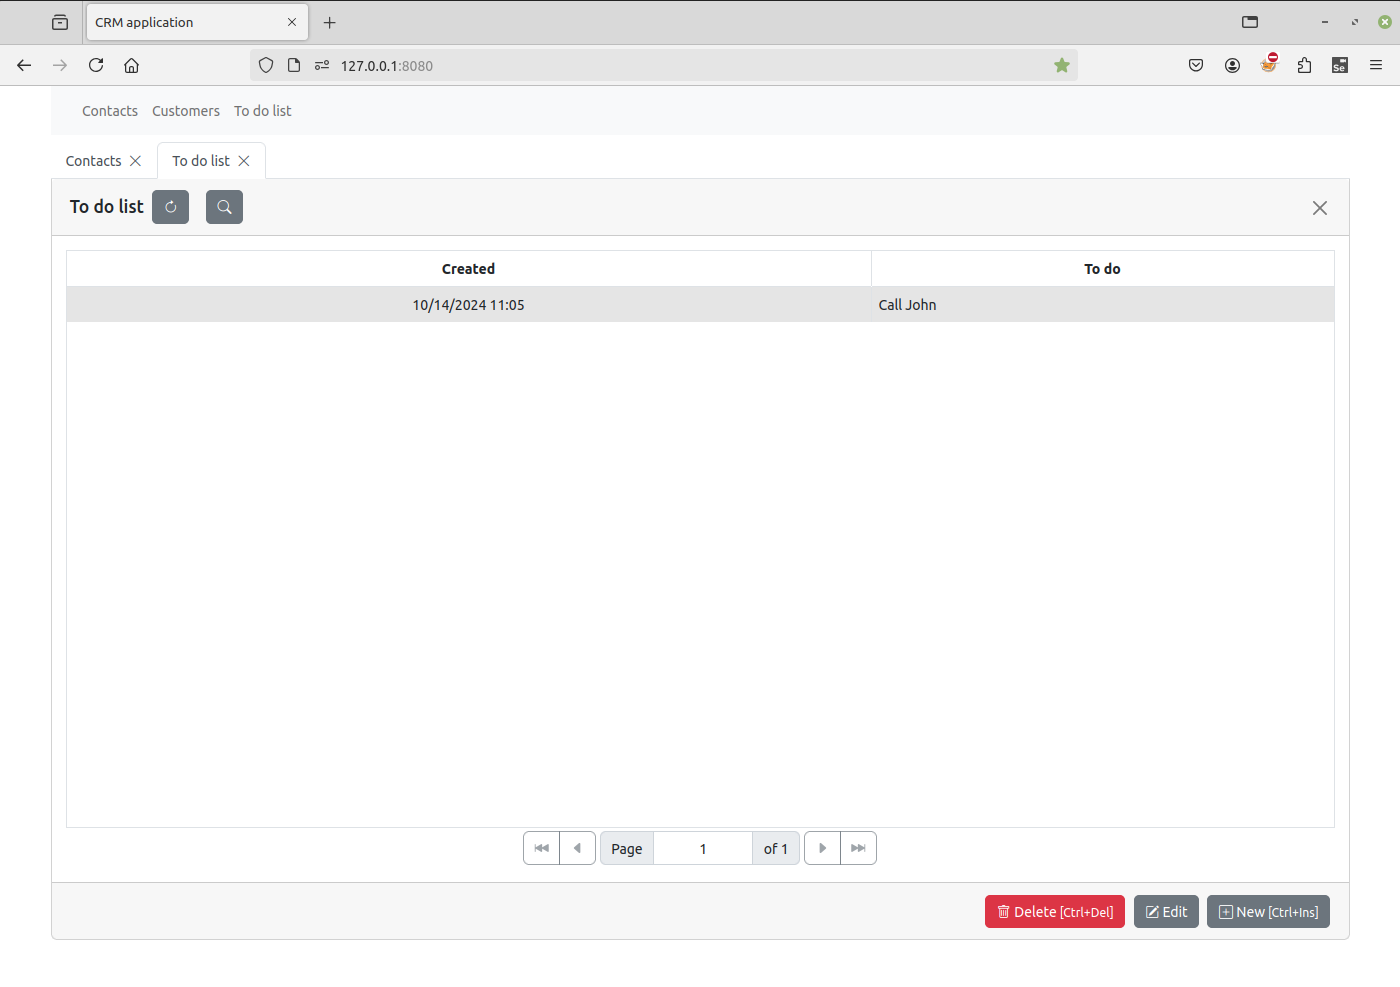 CRM application
127.0.0.1:8080
Se
Contacts Customers To do list
Contacts To do list
To do list
Created To do
10/14/2024 11:05 Call John
Page 1 of 1
Delete [Ctrl+Del] Edit New [Ctrl+Ins]